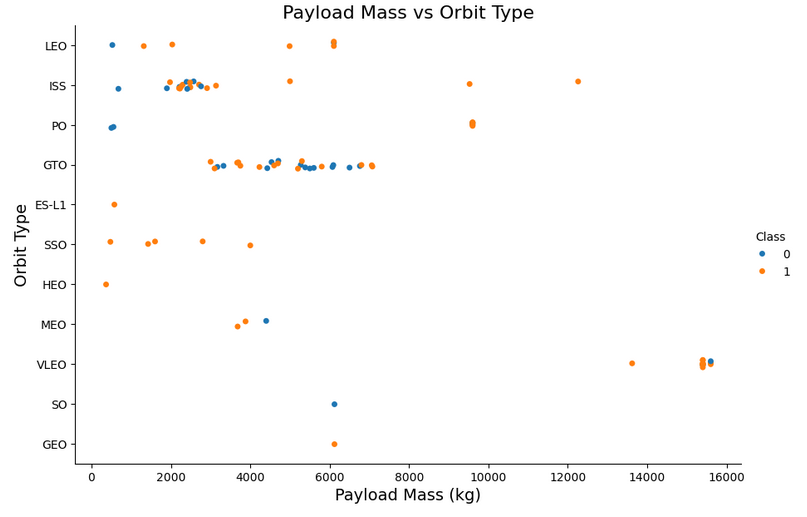 Payload Mass vs Orbit Type
Orbit Type
LEO
ISS
PO
GTO
ES-L1
SSO
HEO
MEO
VLEO
SO
GEO
0 2000 4000 6000 8000 10000 12000 14000 16000
Payload Mass (kg)
Class
0
1